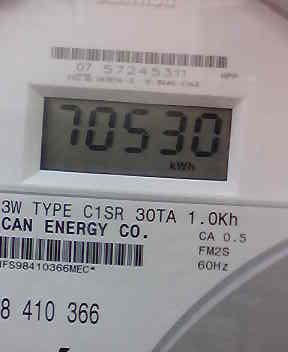 07 57245311
70530
kWh
3W TYPE C1SR 30TA 1.0Kh
CAN ENERGY CO.
CA 0.5
FM2S
60Hz
IFS98410366MEC*
8 410 366